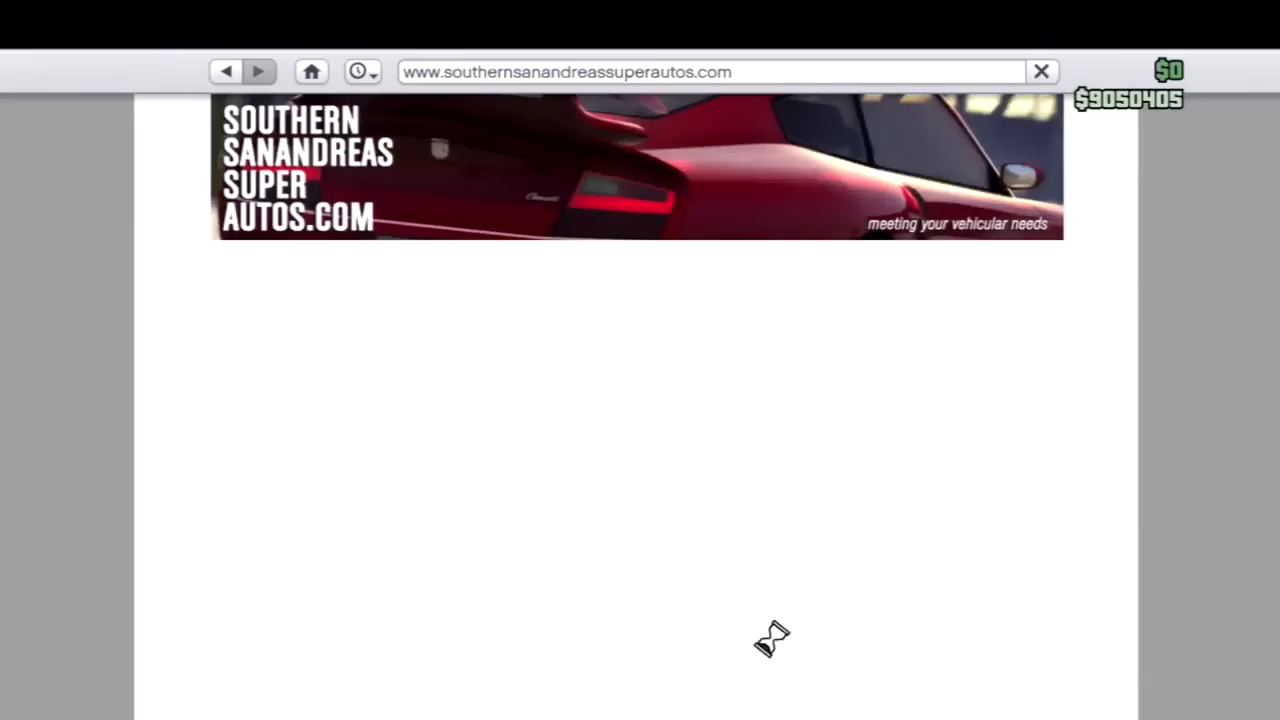 www.southernsanandreassuperautos.com
$0
$9050405
SOUTHERN
SANANDREAS
SUPER
AUTOS.COM
meeting your vehicular needs